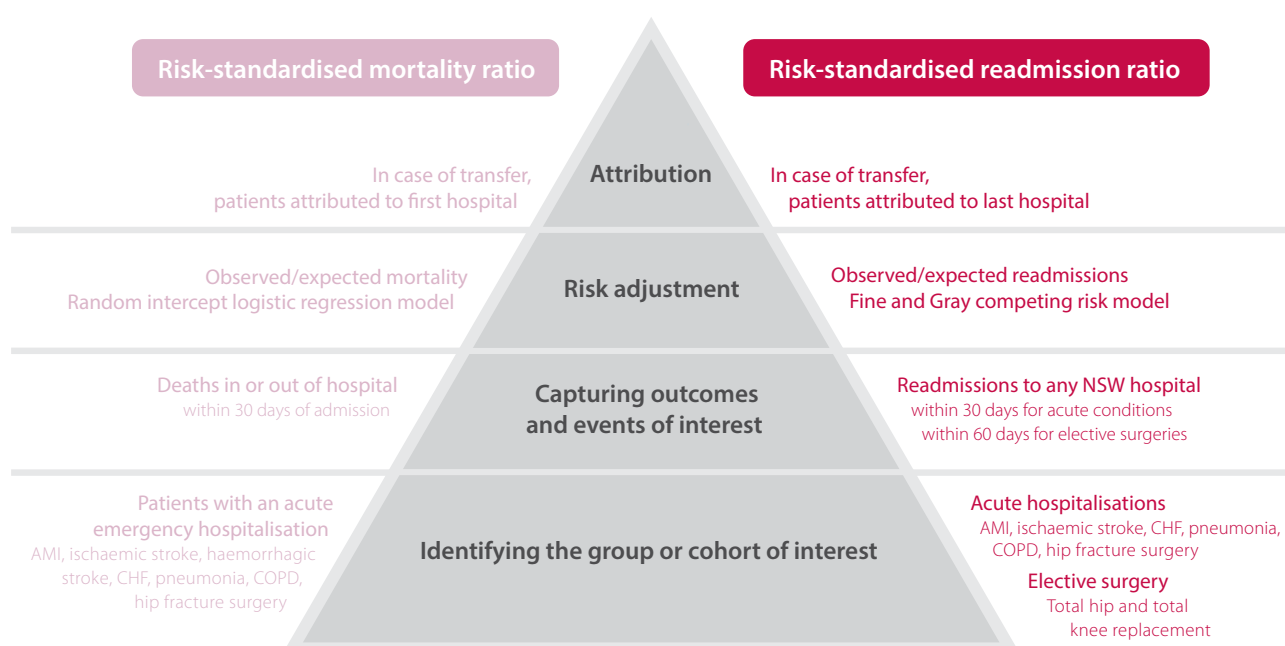 Risk-standardised mortality ratio
Risk-standardised readmission ratio
Attribution
In case of transfer,
patients attributed to first hospital
In case of transfer,
patients attributed to last hospital
Observed/expected mortality
Random intercept logistic regression model
Risk adjustment
Observed/expected readmissions
Fine and Gray competing risk model
Deaths in or out of hospital
within 30 days of admission
Capturing outcomes
and events of interest
Readmissions to any NSW hospital
within 30 days for acute conditions
within 60 days for elective surgeries
Patients with an acute
emergency hospitalisation
AMI, ischaemic stroke, haemorrhagic
stroke, CHF, pneumonia, COPD,
hip fracture surgery
Identifying the group or cohort of interest
Acute hospitalisations
AMI, ischaemic stroke, CHF, pneumonia,
COPD, hip fracture surgery
Elective surgery
Total hip and total
knee replacement